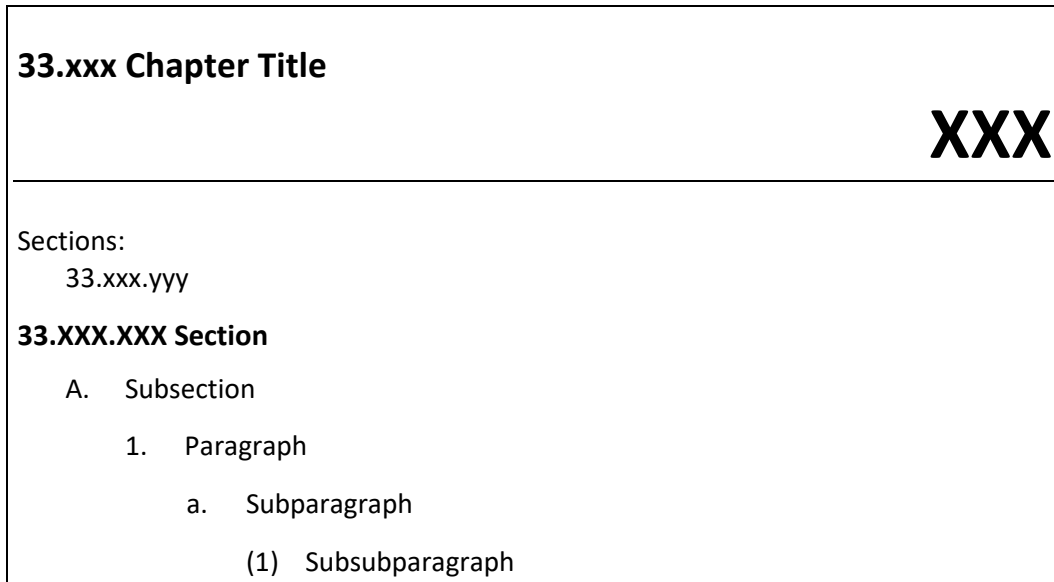 33.xxx Chapter Title
XXX
Sections:
33.xxx.yyy
33.XXX.XXX Section
A. Subsection
1. Paragraph
a. Subparagraph
(1) Subsubparagraph